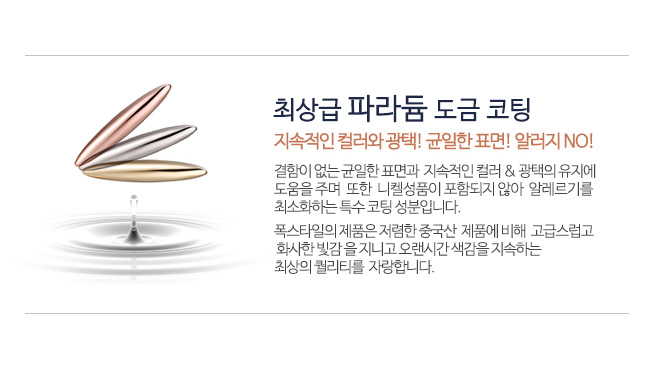 최상급 파라듐 도금 코팅
지속적인 컬러와 광택! 균일한 표면! 알러지 NO!
결함이 없는 균일한 표면과 지속적인 컬러 & 광택의 유지에
도움을 주며 또한 니켈성품이 포함되지 않아 알레르기를
최소화하는 특수 코팅 성분입니다.
폭스타일의 제품은 저렴한 중국산 제품에 비해 고급스럽고
화사한 빛감을 지니고 오랜시간 색감을 지속하는
최상의 퀄리티를 자랑합니다.